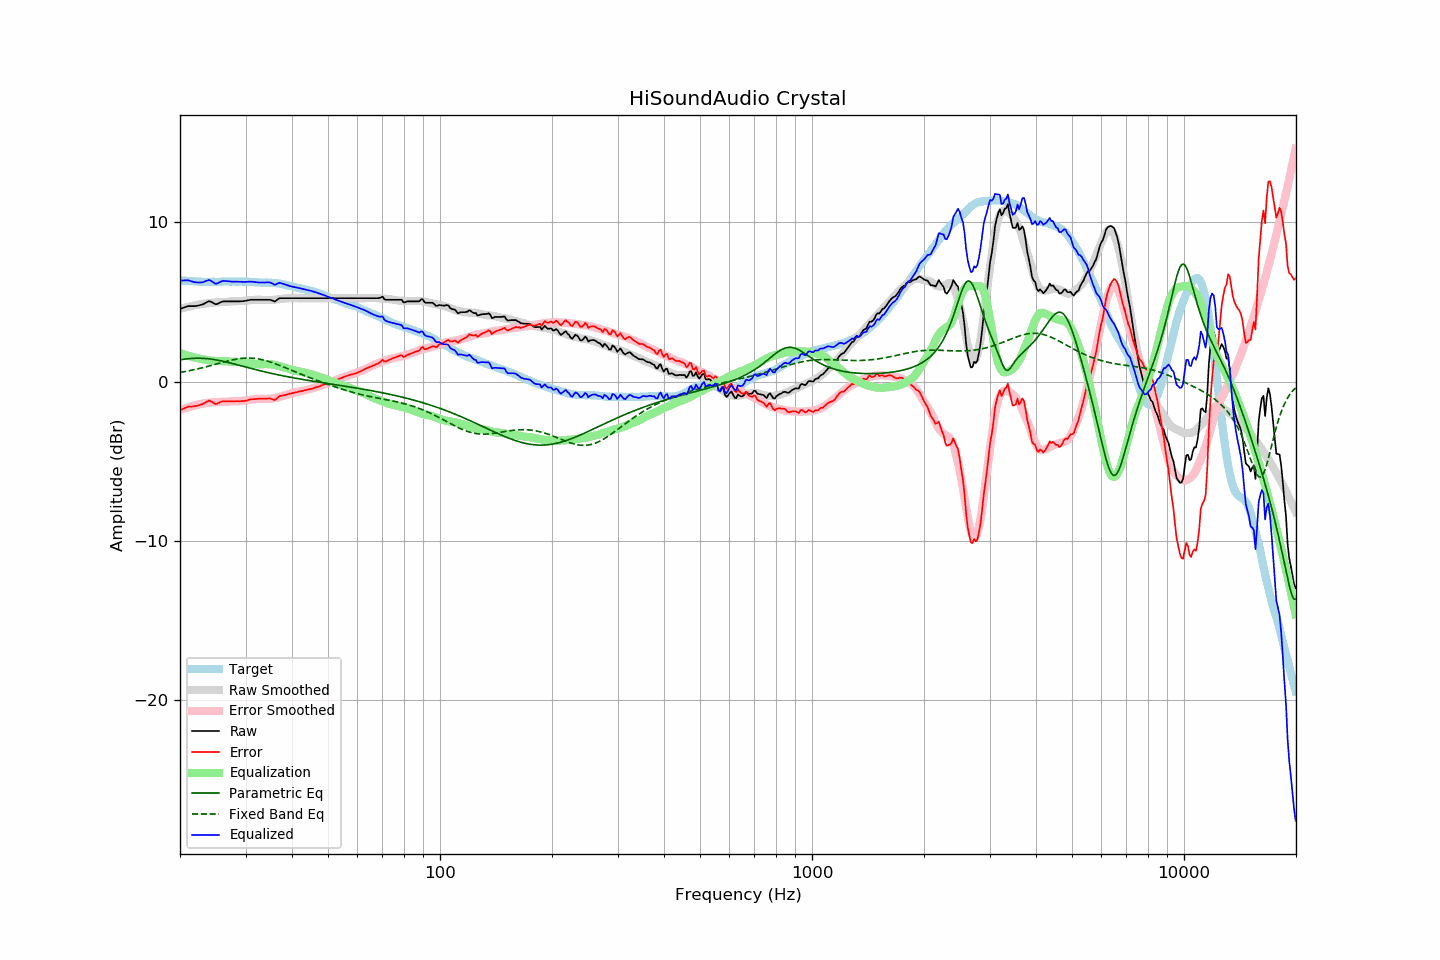 HiSoundAudio Crystal
Amplitude (dBr)
10
0
−10
−20
Target
Raw Smoothed
Error Smoothed
Raw
Error
Equalization
Parametric Eq
Fixed Band Eq
Equalized
100
1000
10000
Frequency (Hz)